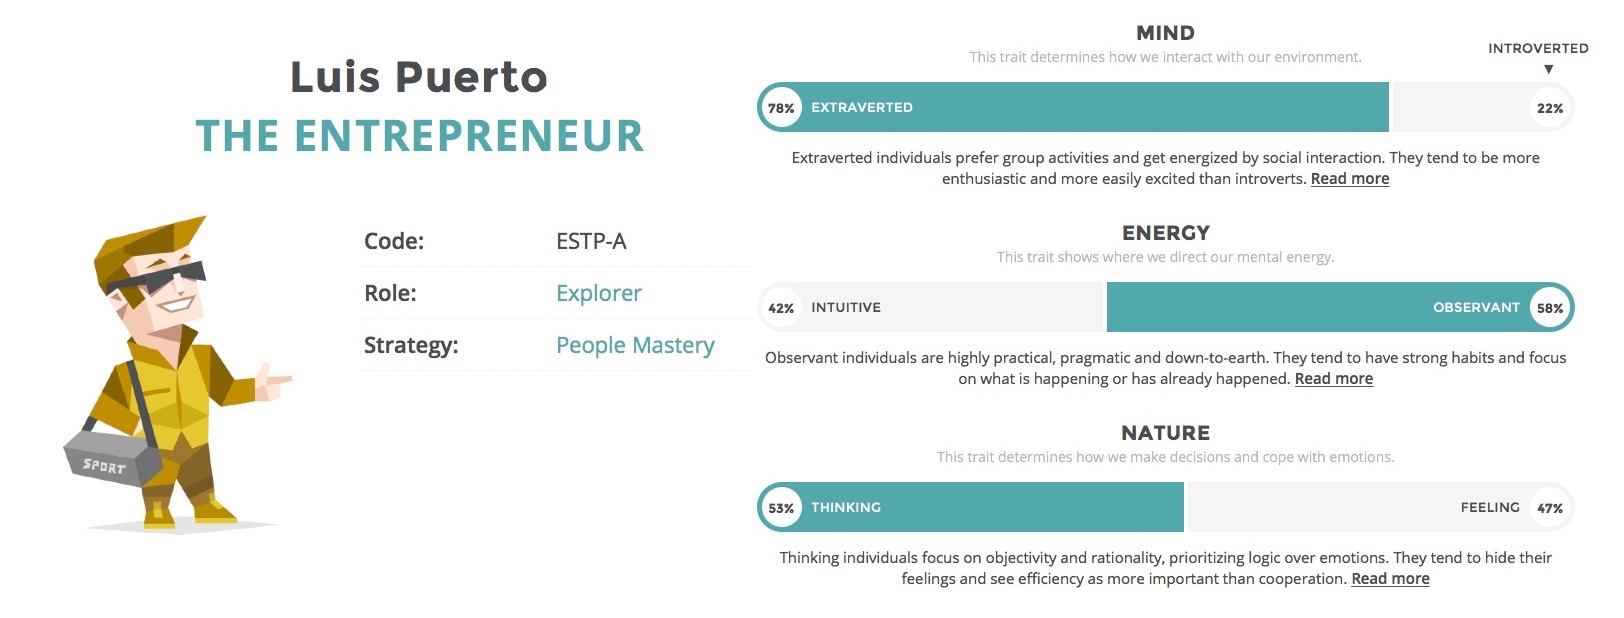 Luis Puerto
THE ENTREPRENEUR
SPORT
Code: ESTP-A
Role: Explorer
Strategy: People Mastery
MIND
This trait determines how we interact with our environment.
INTROVERTED
78% EXTRAVERTED 22%
Extraverted individuals prefer group activities and get energized by social interaction. They tend to be more
enthusiastic and more easily excited than introverts. Read more
ENERGY
This trait shows where we direct our mental energy.
42% INTUITIVE OBSERVANT 58%
Observant individuals are highly practical, pragmatic and down-to-earth. They tend to have strong habits and focus
on what is happening or has already happened. Read more
NATURE
This trait determines how we make decisions and cope with emotions.
53% THINKING FEELING 47%
Thinking individuals focus on objectivity and rationality, prioritizing logic over emotions. They tend to hide their
feelings and see efficiency as more important than cooperation. Read more